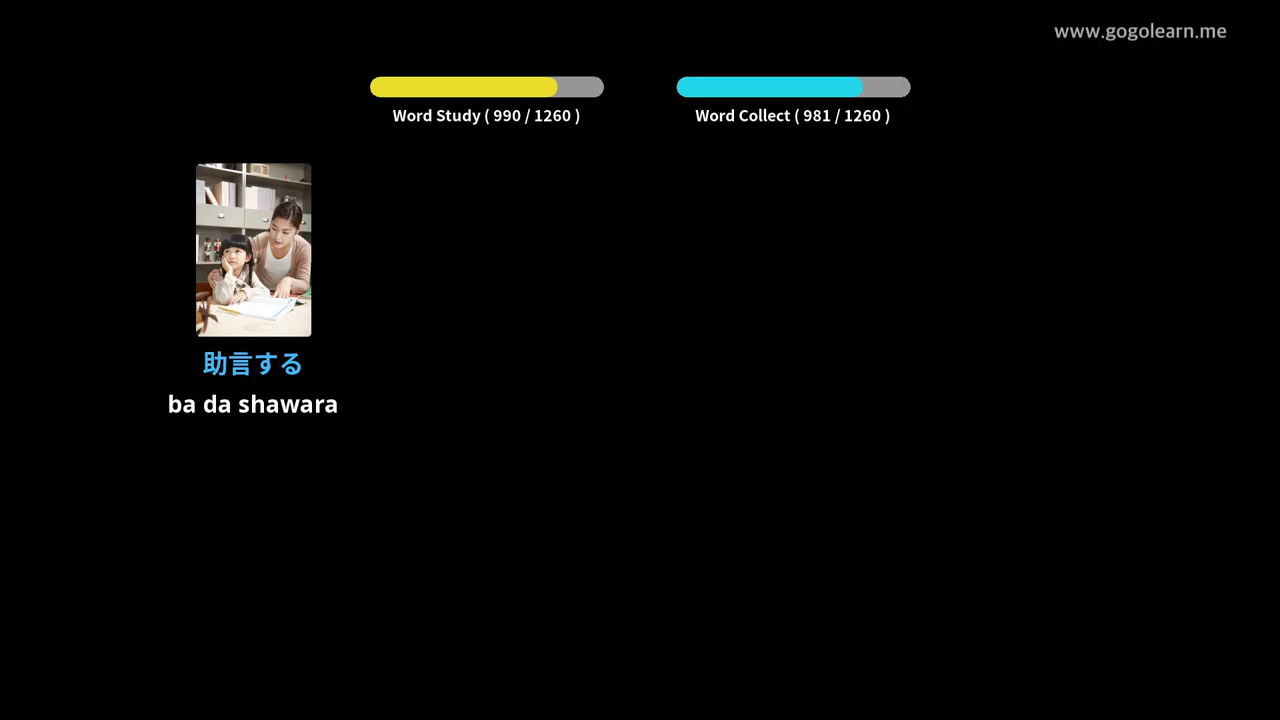 www.gogolearn.me
Word Study ( 990 / 1260 )
Word Collect ( 981 / 1260 )
助言する
ba da shawara